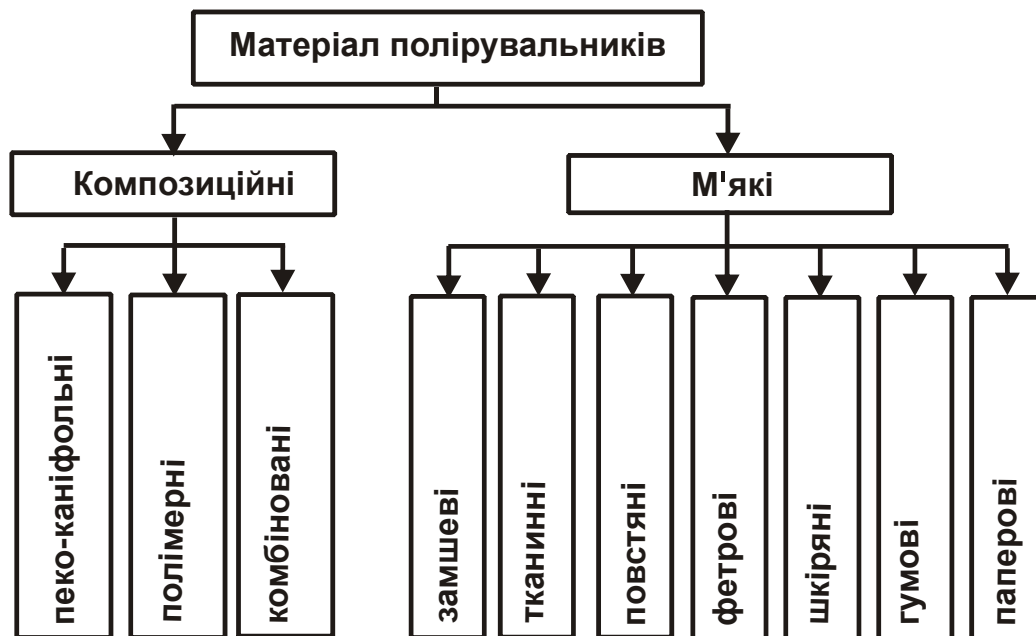 Матеріал полірувальників
Композиційні
М'які
пеко-каніфольні
полімерні
комбіновані
замшеві
тканинні
повстяні
фетрові
шкіряні
гумові
паперові